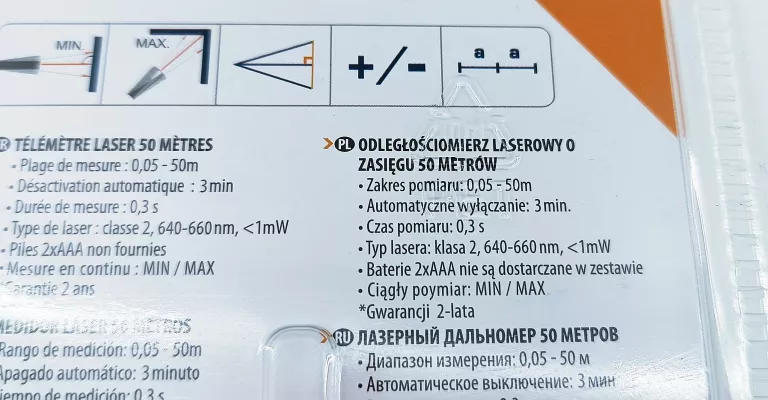 MIN.
MAX.
+/-
a a
TÉLÉMÈTRE LASER 50 MÈTRES
• Plage de mesure : 0,05 - 50m
• Désactivation automatique : 3 min
• Durée de mesure : 0,3 s
• Type de laser : classe 2, 640-660 nm, <1mW
• Piles 2xAAA non fournies
• Mesure en continu : MIN / MAX
*Garantie 2 ans
MEDIDOR LASER 50 METROS
Rango de medición: 0,05 - 50m
Apagado automático: 3 minuto
Tiempo de medición: 0,3 s
PL ODLEGŁOŚCIOMIERZ LASEROWY O
ZASIĘGU 50 METRÓW
• Zakres pomiaru: 0,05 - 50m
• Automatyczne wyłączanie: 3 min.
• Czas pomiaru: 0,3 s
• Typ lasera: klasa 2, 640-660 nm, <1mW
• Baterie 2xAAA nie są dostarczane w zestawie
• Ciągły poymiar: MIN / MAX
*Gwarancji 2-lata
RU ЛАЗЕРНЫЙ ДАЛЬНОМЕР 50 МЕТРОВ
• Диапазон измерения: 0,05 - 50 м
• Автоматическое выключение: 3 мин